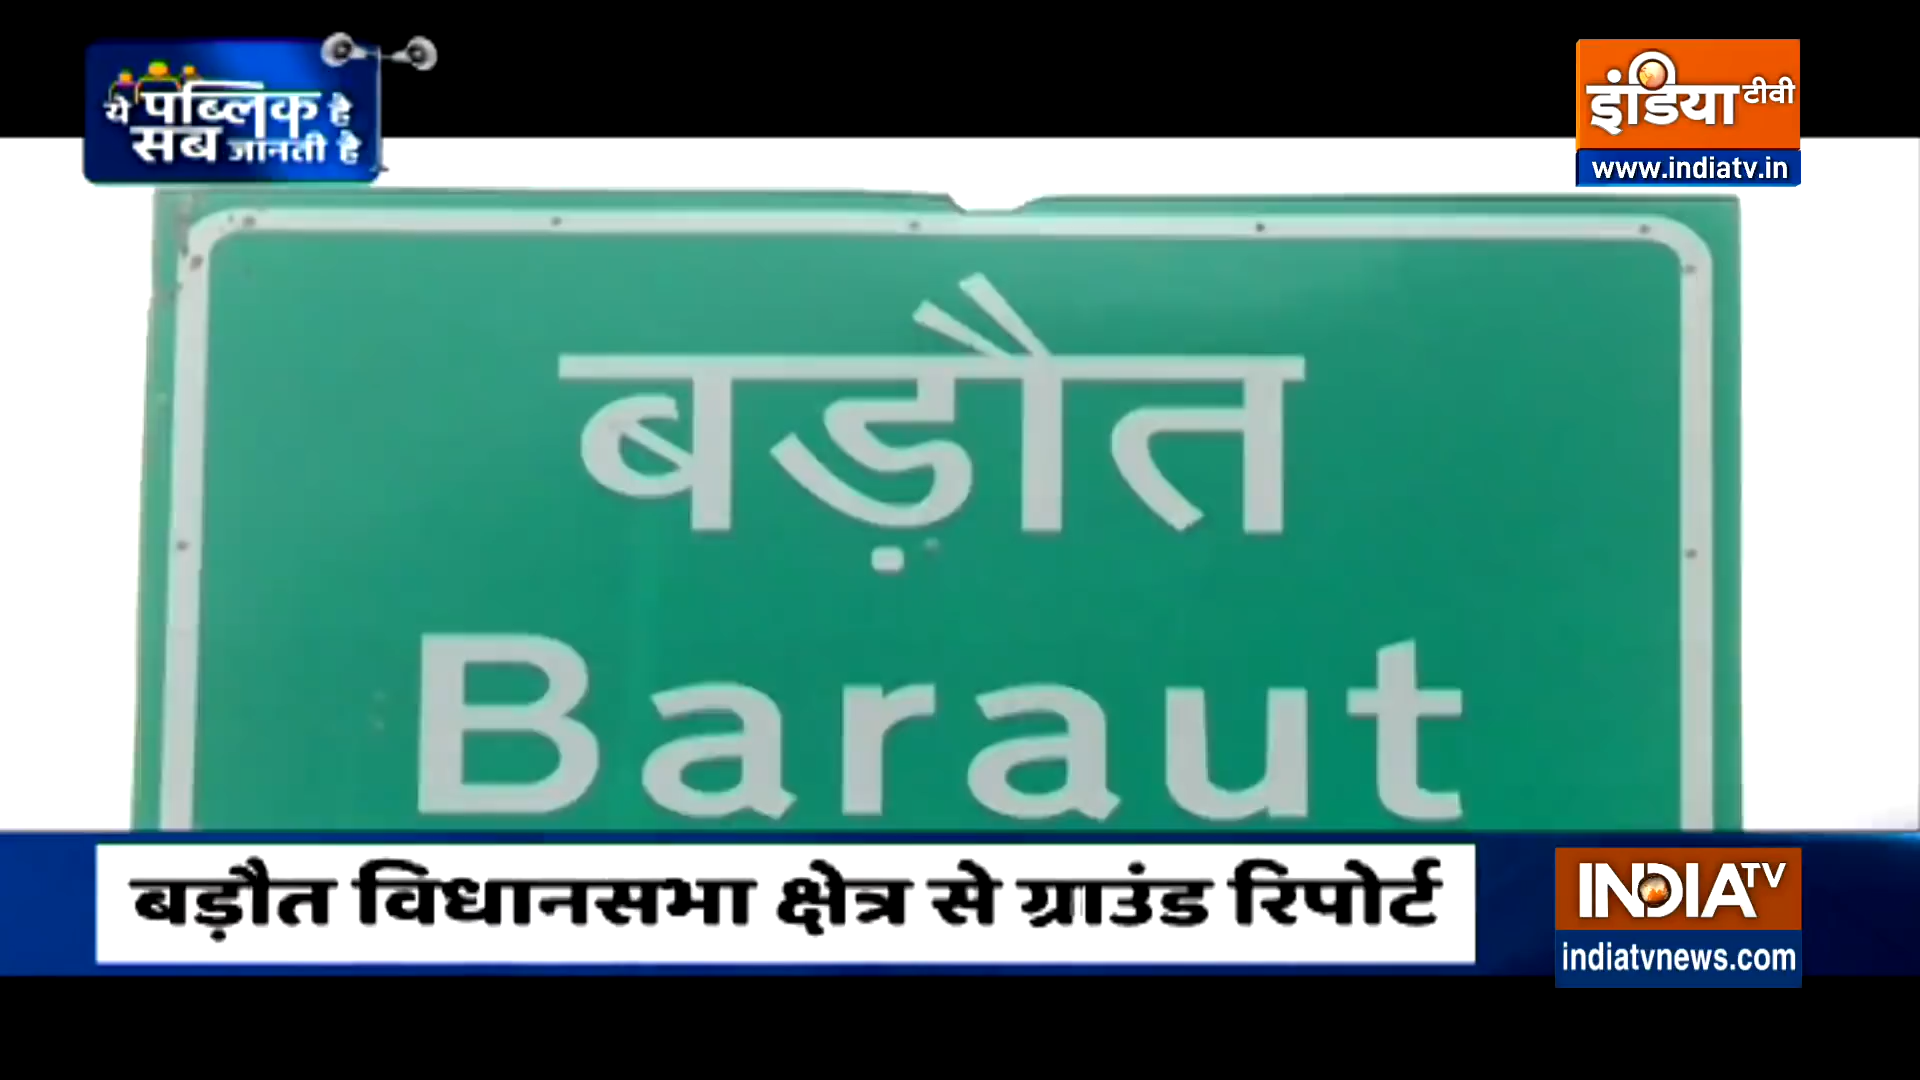 ये पब्लिक है
सब जानती है
इंडिया टीवी
www.indiatv.in
बड़ौत
Baraut
बड़ौत विधानसभा क्षेत्र से ग्राउंड रिपोर्ट
INDIA TV
indiatvnews.com